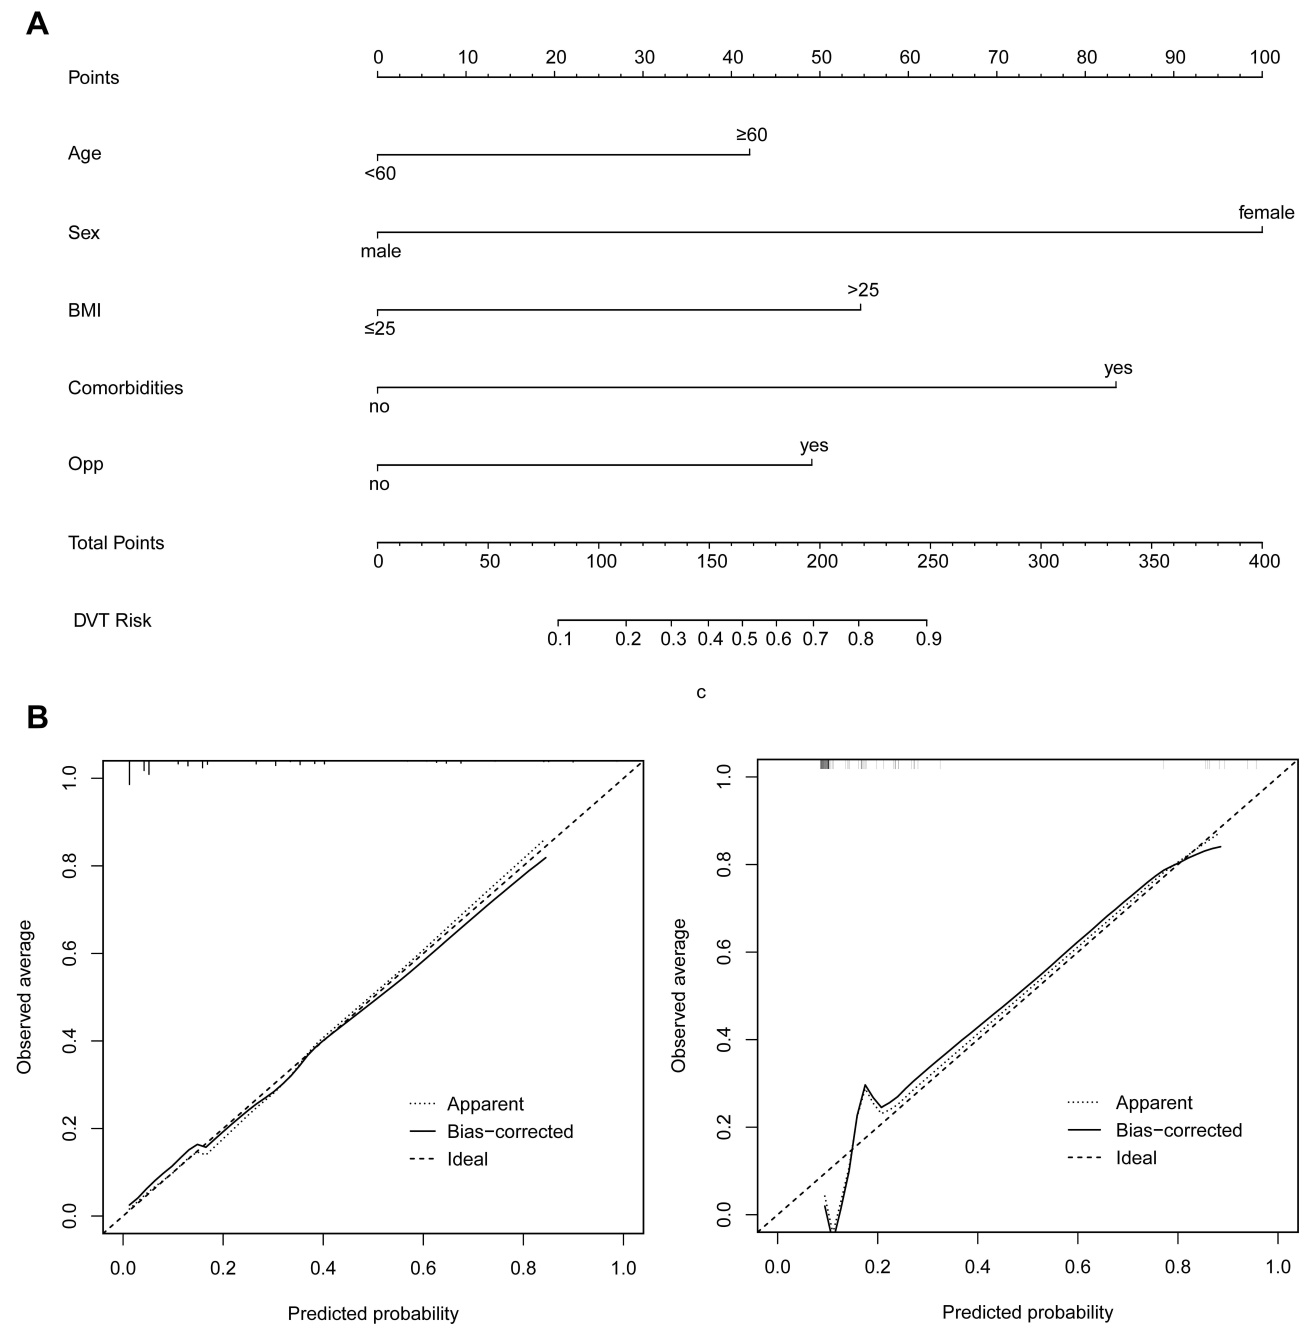 A
Points 0 10 20 30 40 50 60 70 80 90 100
Age <60 ≥60
Sex male female
BMI ≤25 >25
Comorbidities no yes
Opp no yes
Total Points 0 50 100 150 200 250 300 350 400
DVT Risk 0.1 0.2 0.3 0.4 0.5 0.6 0.7 0.8 0.9
c
B
Observed average
1.0
0.8
0.6
0.4
0.2
0.0
Apparent
Bias-corrected
Ideal
0.0 0.2 0.4 0.6 0.8 1.0
Predicted probability
Observed average
1.0
0.8
0.6
0.4
0.2
0.0
Apparent
Bias-corrected
Ideal
0.0 0.2 0.4 0.6 0.8 1.0
Predicted probability